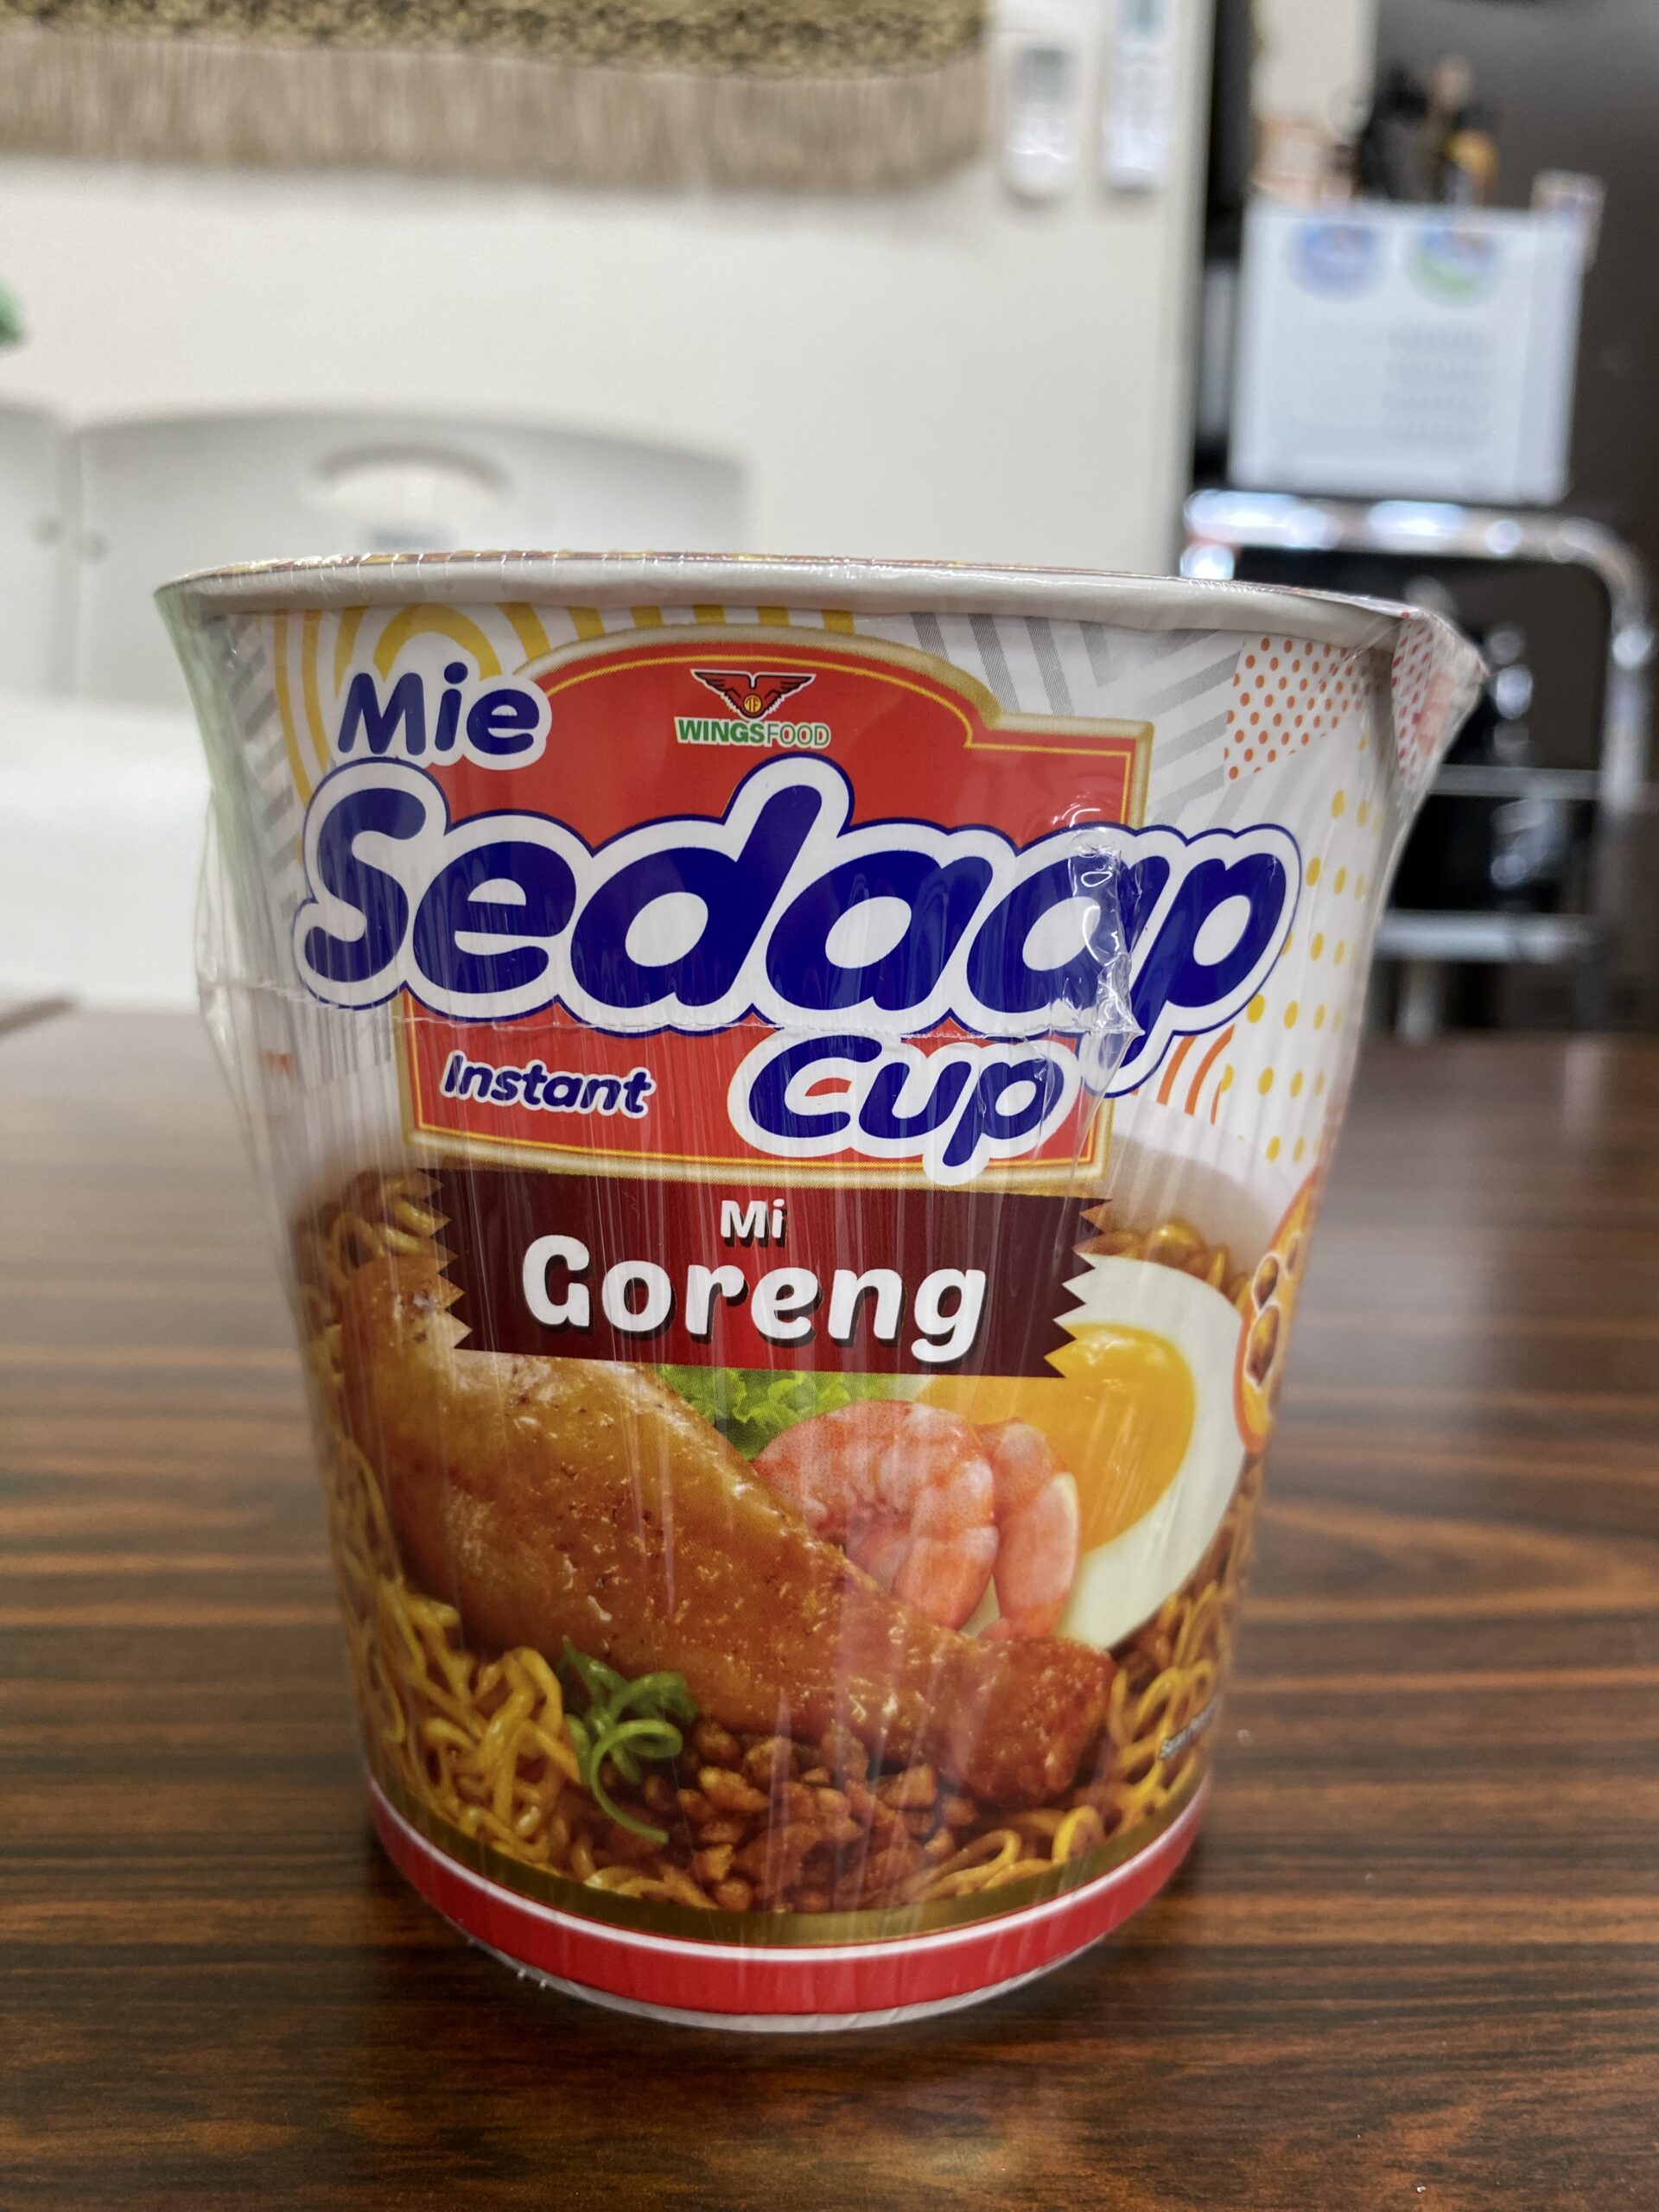 Mie
WINGSFOOD
Sedaap
Instant Cup
Mi
Goreng